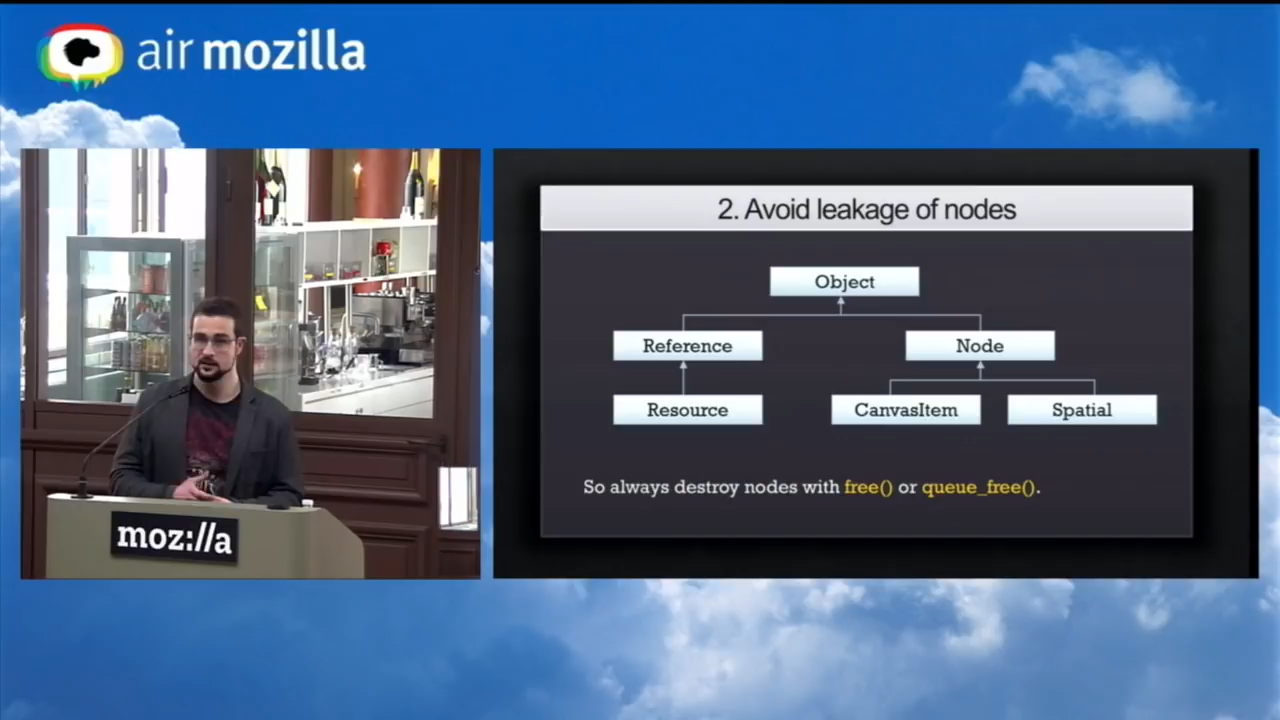 air mozilla
2. Avoid leakage of nodes
Object
Reference
Node
Resource
CanvasItem
Spatial
So always destroy nodes with free() or queue_free().
moz://a